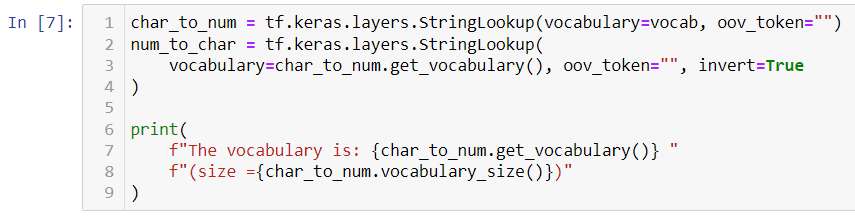 In [7]:
1 char_to_num = tf.keras.layers.StringLookup(vocabulary=vocab, oov_token="")
2 num_to_char = tf.keras.layers.StringLookup(
3     vocabulary=char_to_num.get_vocabulary(), oov_token="", invert=True
4 )
5
6 print(
7     f"The vocabulary is: {char_to_num.get_vocabulary()} "
8     f"(size ={char_to_num.vocabulary_size()})"
9 )